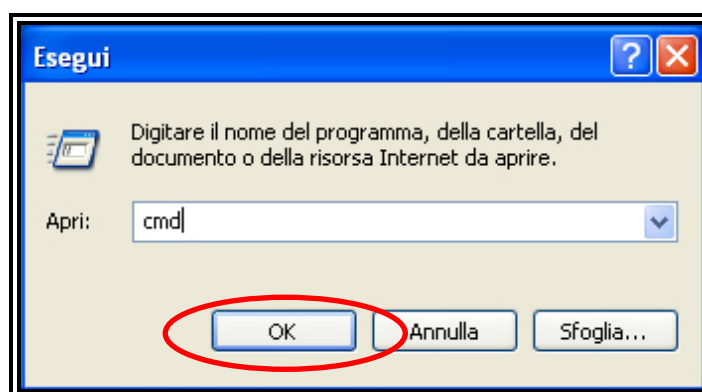 Esegui
Digitare il nome del programma, della cartella, del
documento o della risorsa Internet da aprire.
Apri: cmd
OK Annulla Sfoglia...